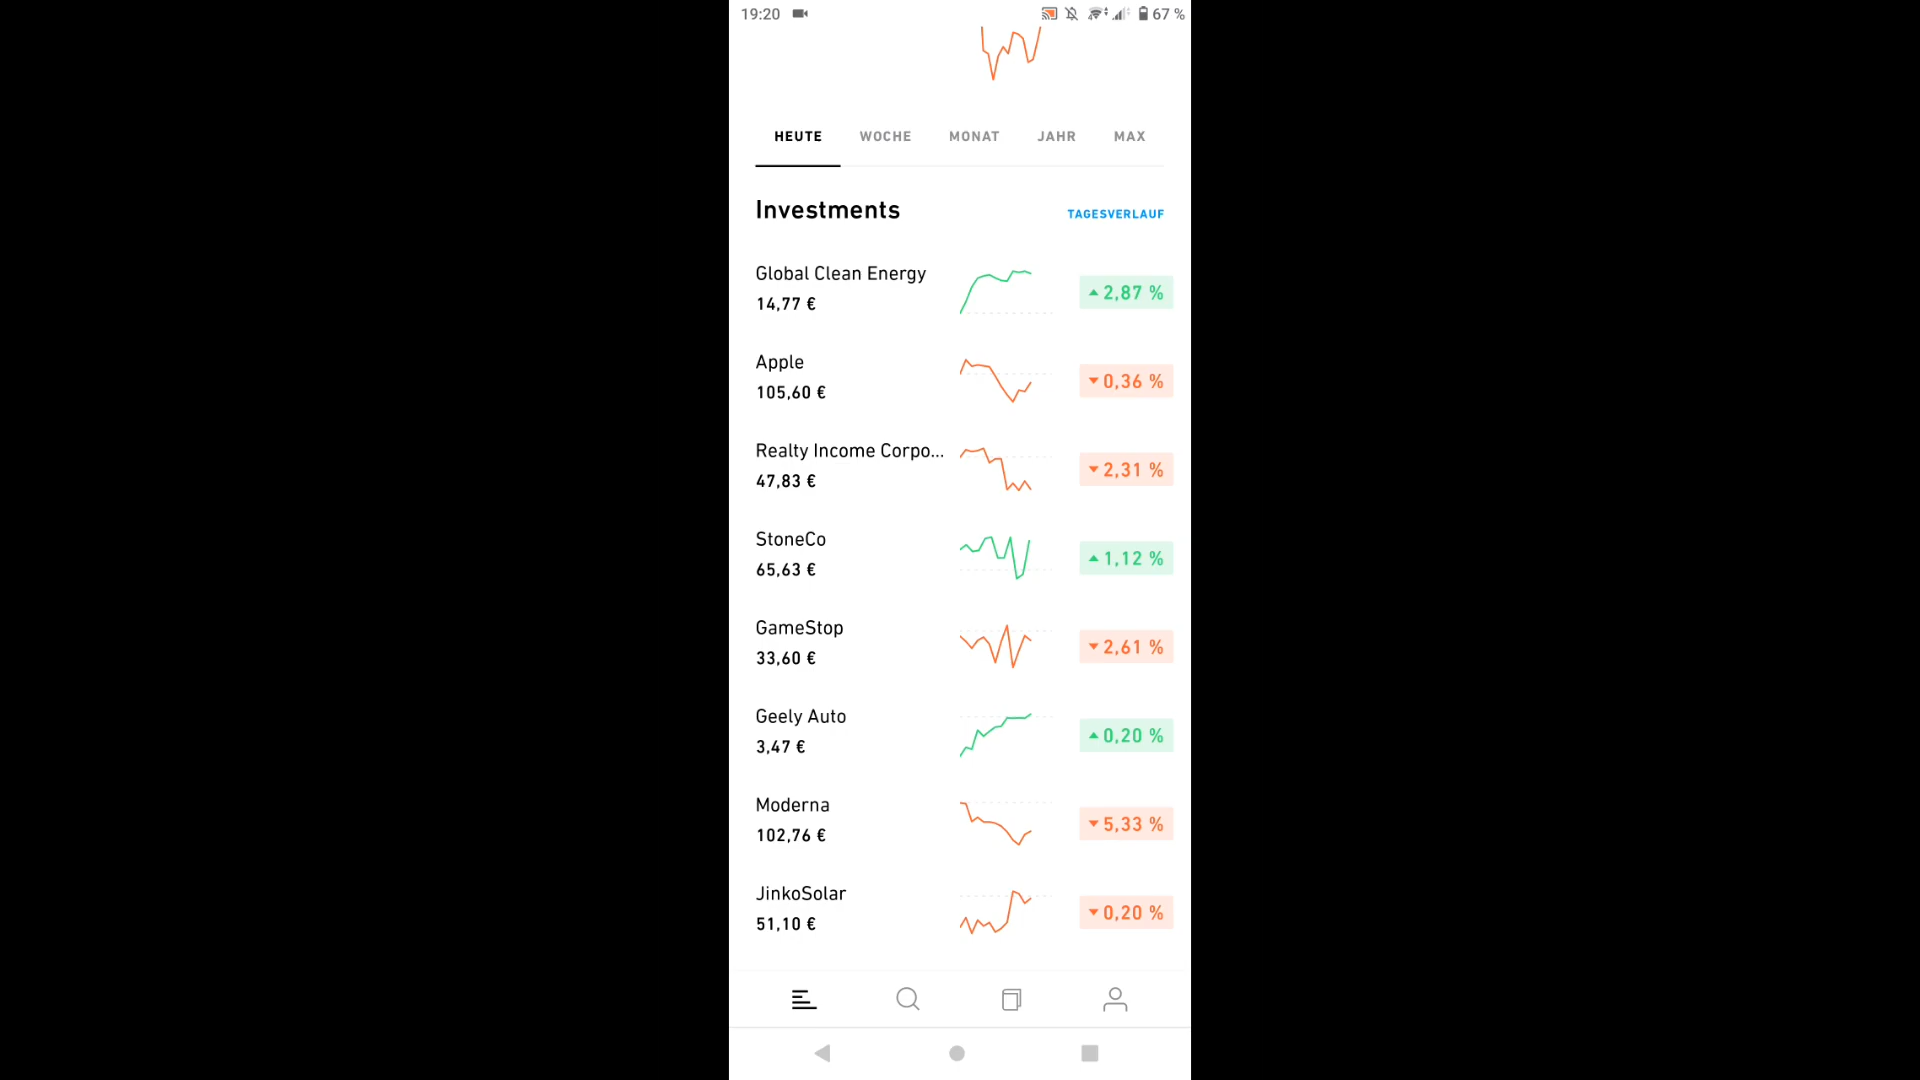 19:20 67 %
HEUTE WOCHE MONAT JAHR MAX
Investments TAGESVERLAUF
Global Clean Energy
14,77 €
2,87 %
Apple
105,60 €
0,36 %
Realty Income Corpo...
47,83 €
2,31 %
StoneCo
65,63 €
1,12 %
GameStop
33,60 €
2,61 %
Geely Auto
3,47 €
0,20 %
Moderna
102,76 €
5,33 %
JinkoSolar
51,10 €
0,20 %